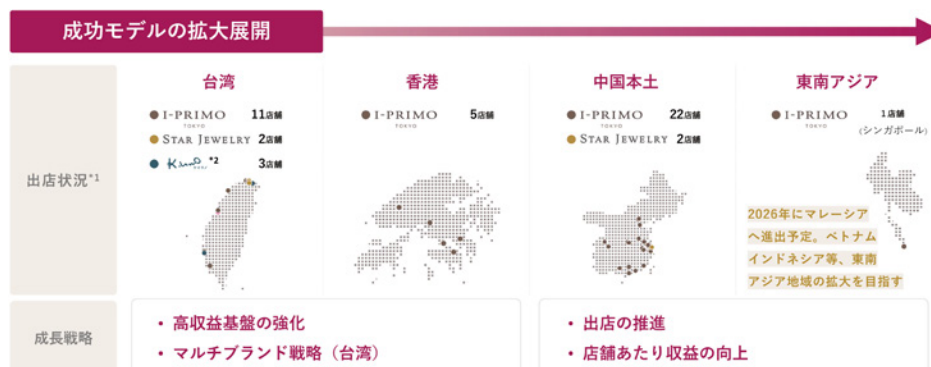 成功モデルの拡大展開
台湾
香港
中国本土
東南アジア
出店状況*1
I-PRIMO 11店舗
TOKYO
STAR JEWELRY 2店舗
*2 3店舗
I-PRIMO 5店舗
TOKYO
I-PRIMO 22店舗
TOKYO
STAR JEWELRY 2店舗
I-PRIMO 1店舗
TOKYO
(シンガポール)
2026年にマレーシア
へ進出予定。ベトナム
インドネシア等、東南
アジア地域の拡大を目指す
成長戦略
• 高収益基盤の強化
• マルチブランド戦略（台湾）
• 出店の推進
• 店舗あたり収益の向上